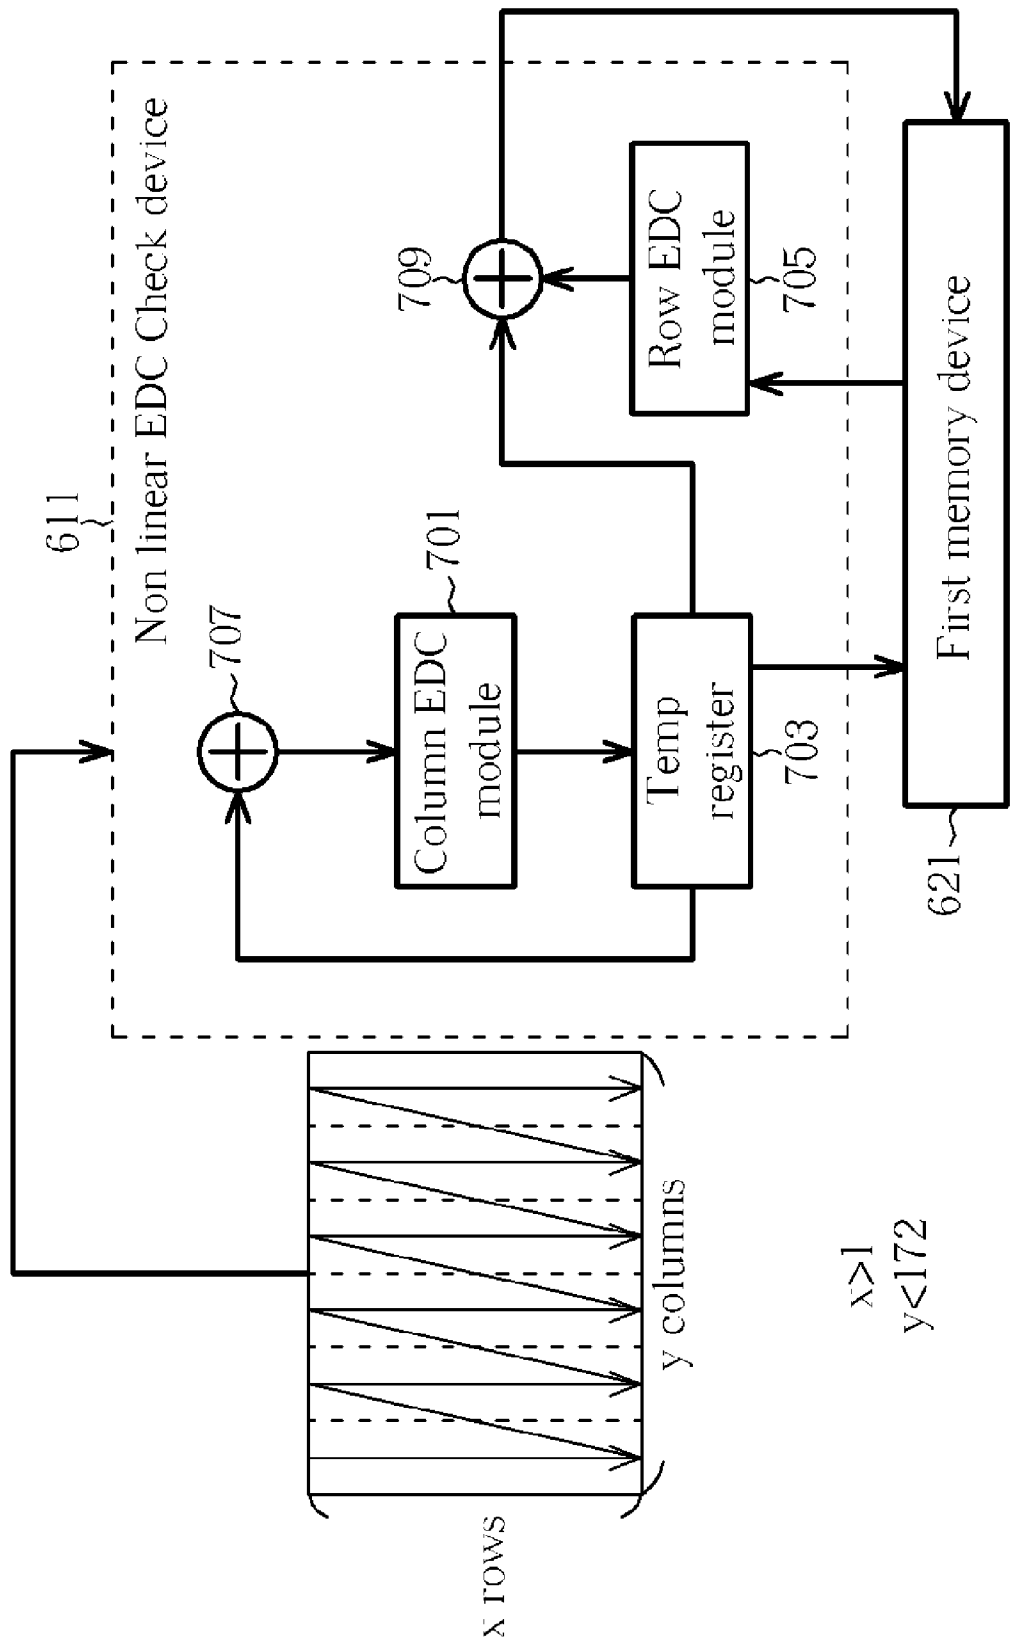 611
Non linear EDC Check device
707
701
Column EDC
module
Temp
register
703
709
Row EDC
module
705
First memory device
621
x rows
y columns
x>1
y<172